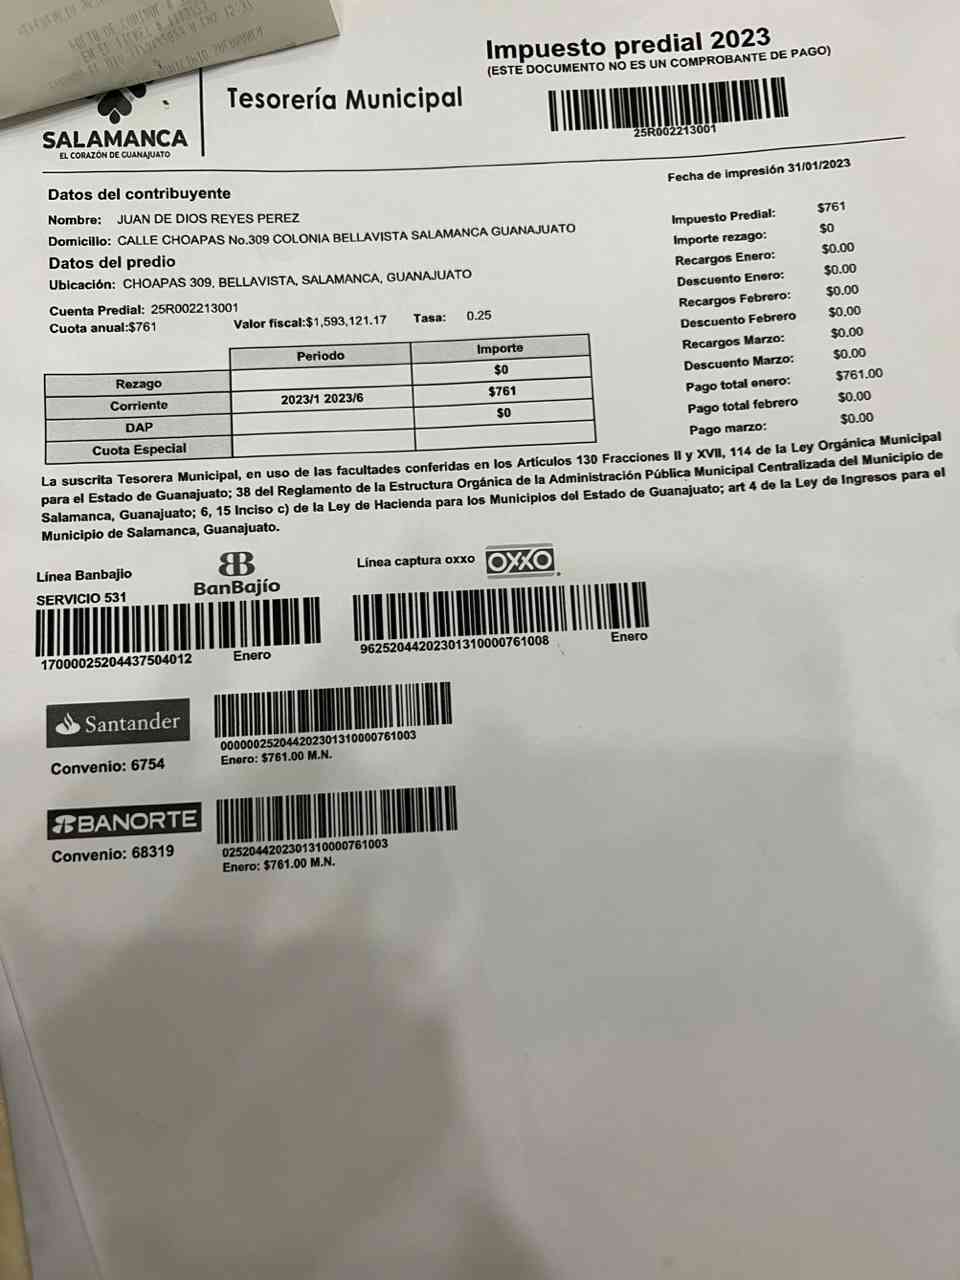 Impuesto predial 2023
(ESTE DOCUMENTO NO ES UN COMPROBANTE DE PAGO)
Tesorería Municipal
25R002213001
SALAMANCA
EL CORAZÓN DE GUANAJUATO
Fecha de impresión 31/01/2023
Datos del contribuyente
Nombre: JUAN DE DIOS REYES PEREZ
Domicilio: CALLE CHOAPAS No.309 COLONIA BELLAVISTA SALAMANCA GUANAJUATO
Datos del predio
Ubicación: CHOAPAS 309, BELLAVISTA, SALAMANCA, GUANAJUATO
Cuenta Predial: 25R002213001
Cuota anual:$761 Valor fiscal:$1,593,121.17 Tasa: 0.25
Impuesto Predial: $761
Importe rezago: $0
Recargos Enero: $0.00
Descuento Enero: $0.00
Recargos Febrero: $0.00
Descuento Febrero $0.00
Recargos Marzo: $0.00
Descuento Marzo: $0.00
Pago total enero: $761.00
Pago total febrero $0.00
Pago marzo: $0.00
Periodo Importe
Rezago $0
Corriente 2023/1 2023/6 $761
DAP $0
Cuota Especial
La suscrita Tesorera Municipal, en uso de las facultades conferidas en los Artículos 130 Fracciones II y XVII, 114 de la Ley Orgánica Municipal
para el Estado de Guanajuato; 38 del Reglamento de la Estructura Orgánica de la Administración Pública Municipal Centralizada del Municipio de
Salamanca, Guanajuato; 6, 15 Inciso c) de la Ley de Hacienda para los Municipios del Estado de Guanajuato; art 4 de la Ley de Ingresos para el
Municipio de Salamanca, Guanajuato.
Línea Banbajio
SERVICIO 531
BanBajío
17000025204437504012 Enero
Línea captura oxxo OXXO
96252044202301310000761008 Enero
Santander
Convenio: 6754
0000002520442023013100​00761003
Enero: $761.00 M.N.
BANORTE
Convenio: 68319
0252044202301310000761003
Enero: $761.00 M.N.